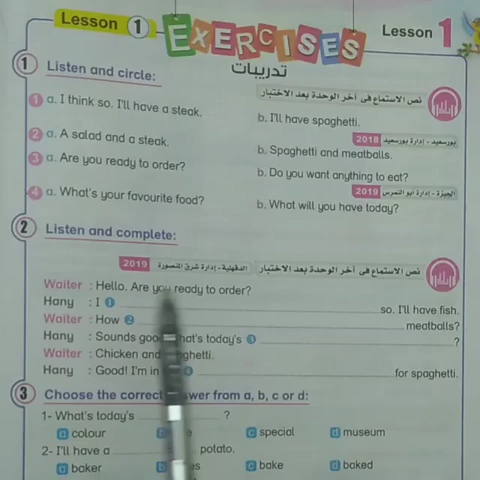 Lesson 1 EXERCISES Lesson 1
تدريبات
1 Listen and circle:
نص الاستماع فى آخر الوحدة بعد الاختبار
1 a. I think so. I'll have a steak. b. I'll have spaghetti.
بورسعيد - إدارة بورسعيد 2018
2 a. A salad and a steak. b. Spaghetti and meatballs.
3 a. Are you ready to order? b. Do you want anything to eat?
الجيزة - إدارة أبو النمرس 2019
4 a. What's your favourite food? b. What will you have today?
2 Listen and complete:
نص الاستماع فى آخر الوحدة بعد الاختبار الدقهلية - إدارة شرق المنصورة 2019
Waiter : Hello. Are you ready to order?
Hany : I 1 so. I'll have fish.
Waiter : How 2 meatballs?
Hany : Sounds good. What's today's 3 ?
Waiter : Chicken and spaghetti.
Hany : Good! I'm in 4 for spaghetti.
3 Choose the correct answer from a, b, c or d:
1- What's today's ?
a colour b c special d museum
2- I'll have a potato.
a baker b c bake d baked